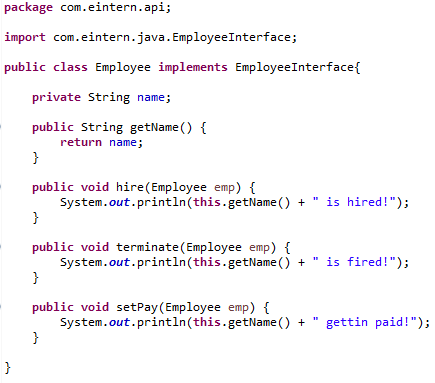 package com.eintern.api;
import com.eintern.java.EmployeeInterface;
public class Employee implements EmployeeInterface{
private String name;
public String getName() {
return name;
}
public void hire(Employee emp) {
System.out.println(this.getName() + " is hired!");
}
public void terminate(Employee emp) {
System.out.println(this.getName() + " is fired!");
}
public void setPay(Employee emp) {
System.out.println(this.getName() + " gettin paid!");
}
}